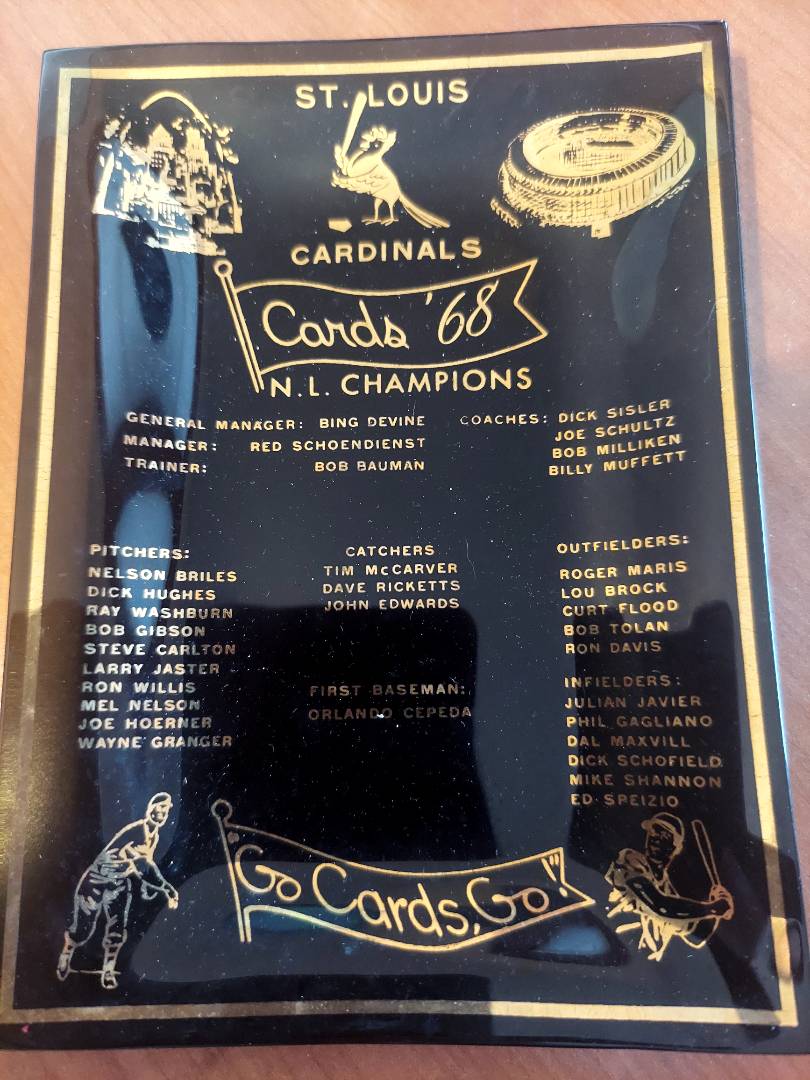 ST. LOUIS
CARDINALS
Cards '68
N.L. CHAMPIONS
GENERAL MANAGER: BING DEVINE
MANAGER: RED SCHOENDIENST
TRAINER: BOB BAUMAN
COACHES: DICK SISLER
JOE SCHULTZ
BOB MILLIKEN
BILLY MUFFETT
PITCHERS:
NELSON BRILES
DICK HUGHES
RAY WASHBURN
BOB GIBSON
STEVE CARLTON
LARRY JASTER
RON WILLIS
MEL NELSON
JOE HOERNER
WAYNE GRANGER
CATCHERS
TIM McCARVER
DAVE RICKETTS
JOHN EDWARDS
FIRST BASEMAN:
ORLANDO CEPEDA
OUTFIELDERS:
ROGER MARIS
LOU BROCK
CURT FLOOD
BOB TOLAN
RON DAVIS
INFIELDERS:
JULIAN JAVIER
PHIL GAGLIANO
DAL MAXVILL
DICK SCHOFIELD
MIKE SHANNON
ED SPEIZIO
"Go Cards, Go!"